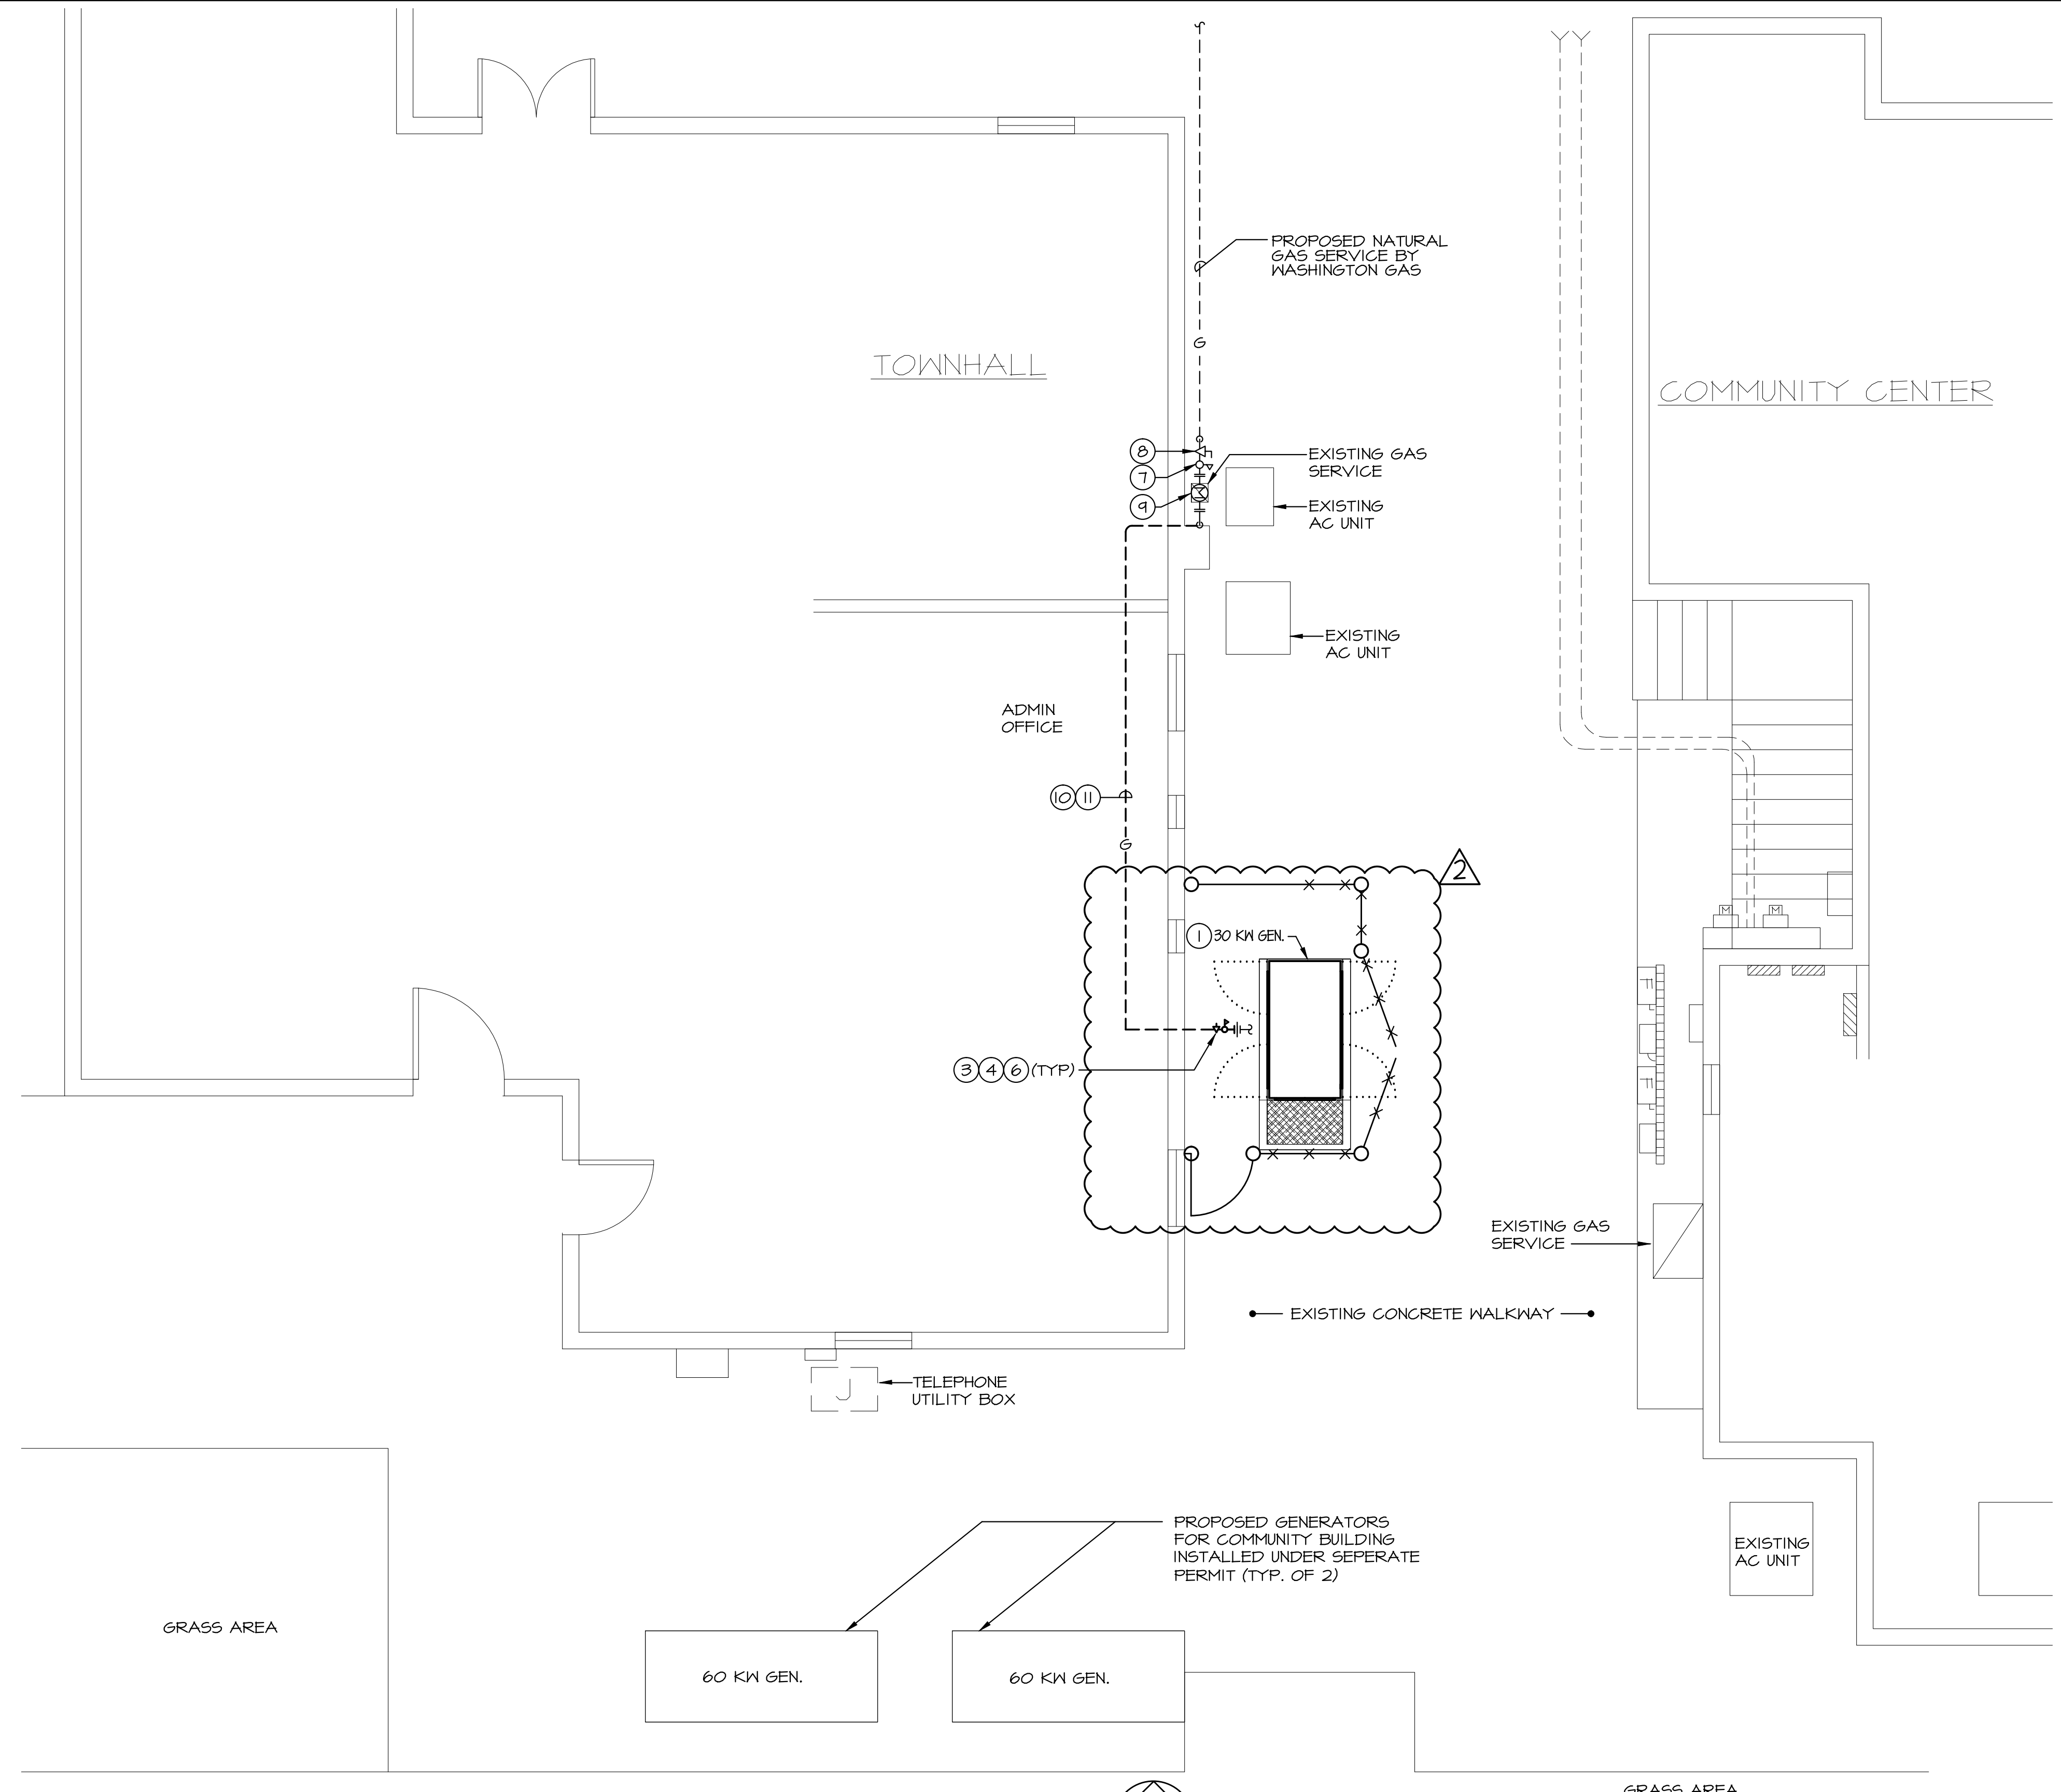 PROPOSED NATURAL
GAS SERVICE BY
WASHINGTON GAS
G
TOWNHALL
COMMUNITY CENTER
8
7
9
EXISTING GAS
SERVICE
EXISTING
AC UNIT
EXISTING
AC UNIT
ADMIN
OFFICE
10 11
G
2
1 30 KW GEN.
M M
3 4 6 (TYP)
EXISTING GAS
SERVICE
EXISTING CONCRETE WALKWAY
TELEPHONE
UTILITY BOX
J
PROPOSED GENERATORS
FOR COMMUNITY BUILDING
INSTALLED UNDER SEPERATE
PERMIT (TYP. OF 2)
EXISTING
AC UNIT
GRASS AREA
60 KW GEN.
60 KW GEN.
GRASS AREA